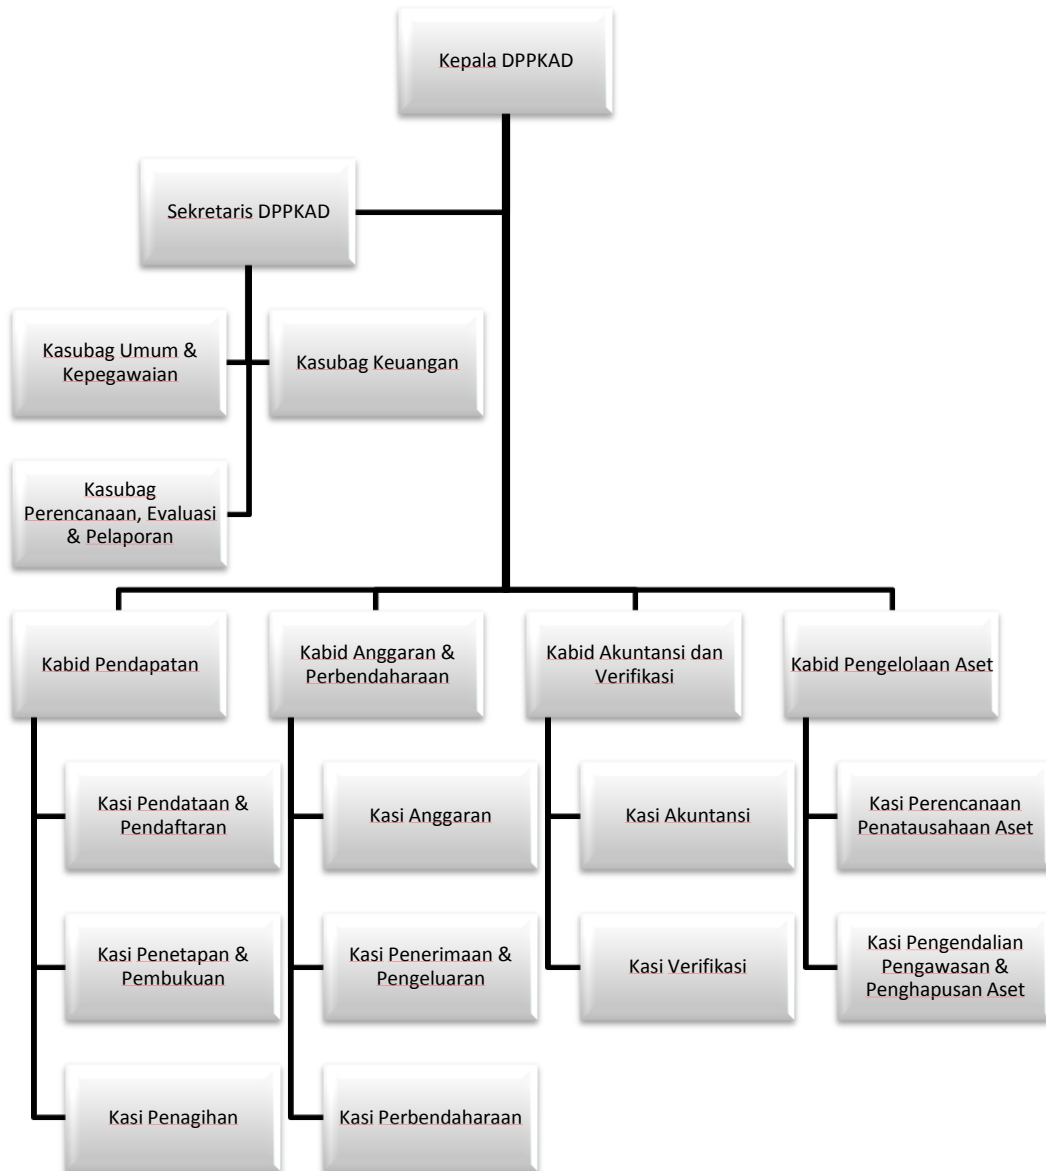 Kepala DPPKAD
Sekretaris DPPKAD
Kasubag Umum &
Kepegawaian
Kasubag Keuangan
Kasubag
Perencanaan, Evaluasi
& Pelaporan
Kabid Pendapatan
Kabid Anggaran &
Perbendaharaan
Kabid Akuntansi dan
Verifikasi
Kabid Pengelolaan Aset
Kasi Pendataan &
Pendaftaran
Kasi Anggaran
Kasi Akuntansi
Kasi Perencanaan
Penatausahaan Aset
Kasi Penetapan &
Pembukuan
Kasi Penerimaan &
Pengeluaran
Kasi Verifikasi
Kasi Pengendalian
Pengawasan &
Penghapusan Aset
Kasi Penagihan
Kasi Perbendaharaan